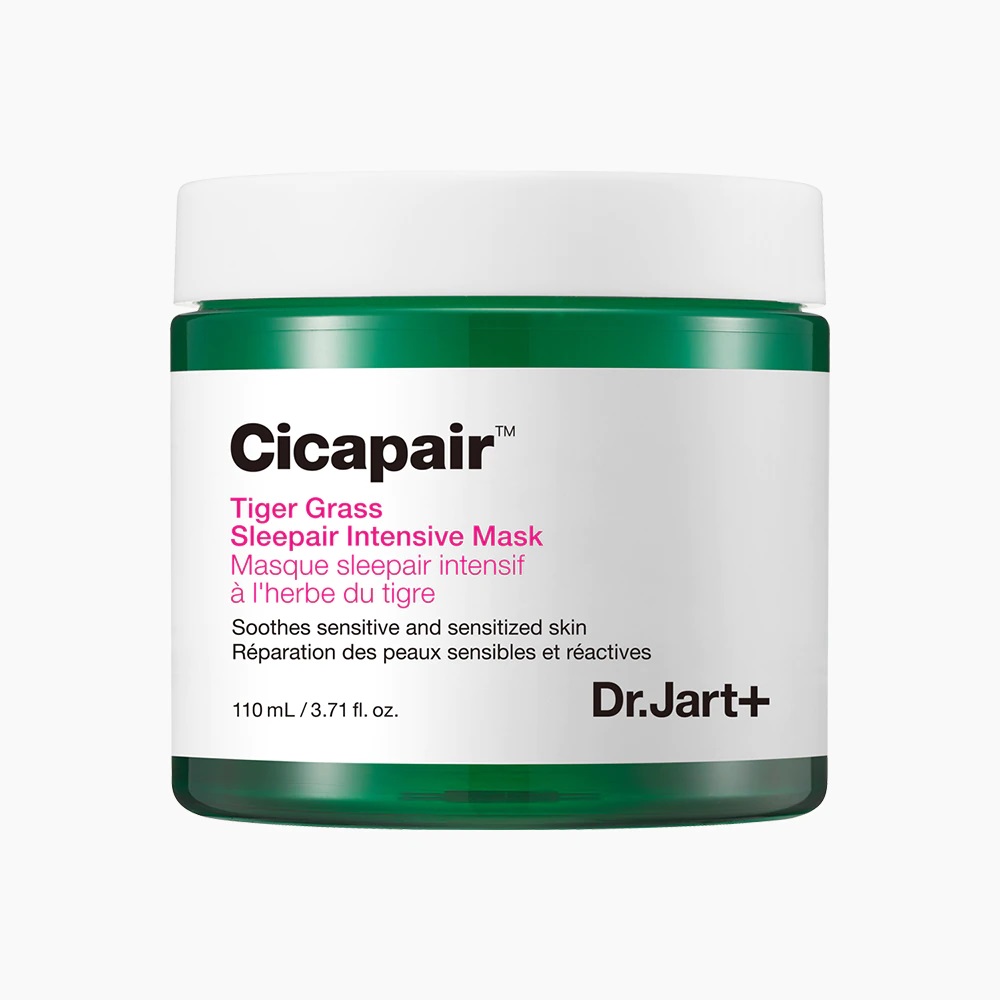 Cicapair™
Tiger Grass
Sleepair Intensive Mask
Masque sleepair intensif
à l'herbe du tigre
Soothes sensitive and sensitized skin
Réparation des peaux sensibles et réactives
110 mL / 3.71 fl. oz.
Dr.Jart+